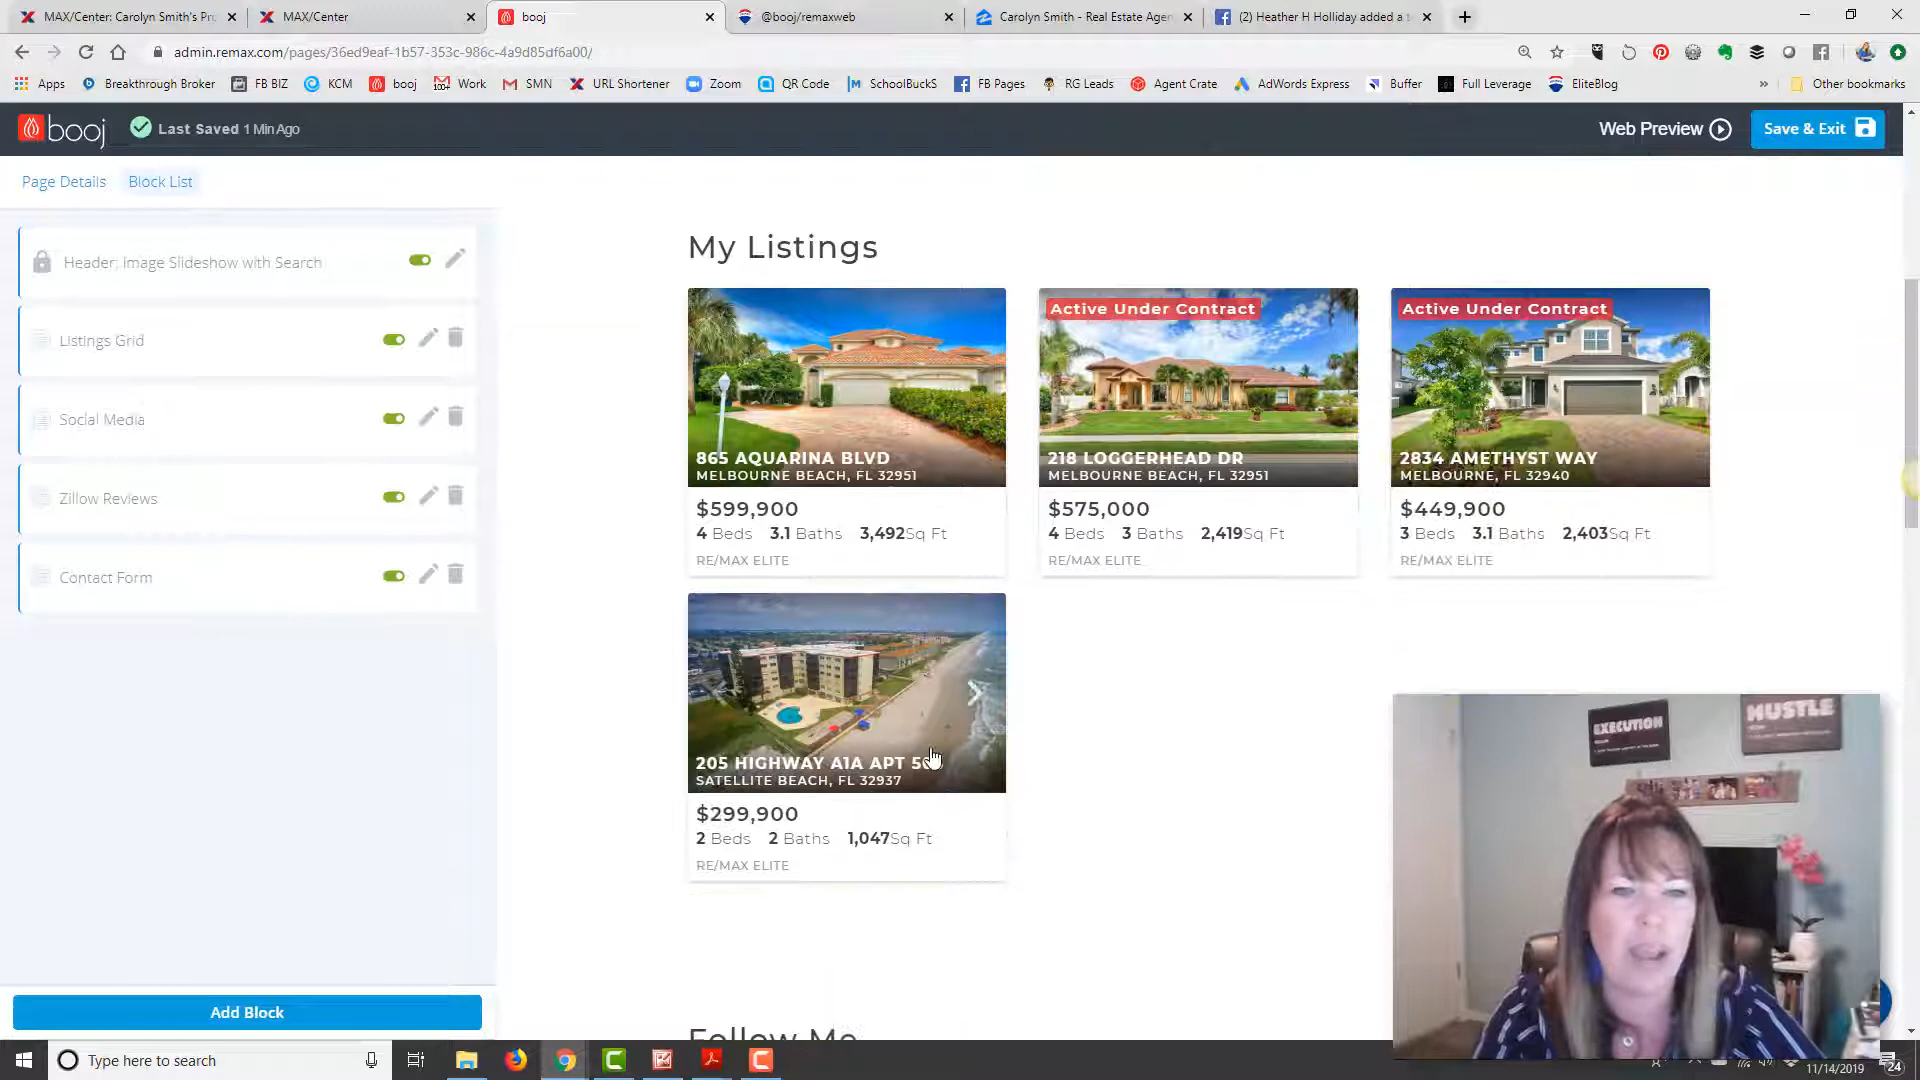 MAX/Center: Carolyn Smith's Pr
MAX/Center
booj
@booj/remaxweb
Carolyn Smith - Real Estate Agen
(2) Heather H Holliday added a t
admin.remax.com/pages/36ed9eaf-1b57-353c-986c-4a9d85df6a00/
Apps
Breakthrough Broker
FB BIZ
KCM
booj
Work
SMN
URL Shortener
Zoom
QR Code
SchoolBuckS
FB Pages
RG Leads
Agent Crate
AdWords Express
Buffer
Full Leverage
EliteBlog
Other bookmarks
booj
Last Saved 1 Min Ago
Web Preview
Save & Exit
Page Details
Block List
Header: Image Slideshow with Search
Listings Grid
Social Media
Zillow Reviews
Contact Form
Add Block
My Listings
865 AQUARINA BLVD
MELBOURNE BEACH, FL 32951
$599,900
4 Beds 3.1 Baths 3,492Sq Ft
RE/MAX ELITE
Active Under Contract
218 LOGGERHEAD DR
MELBOURNE BEACH, FL 32951
$575,000
4 Beds 3 Baths 2,419Sq Ft
RE/MAX ELITE
Active Under Contract
2834 AMETHYST WAY
MELBOURNE, FL 32940
$449,900
3 Beds 3.1 Baths 2,403Sq Ft
RE/MAX ELITE
205 HIGHWAY A1A APT
SATELLITE BEACH, FL 32937
$299,900
2 Beds 2 Baths 1,047Sq Ft
RE/MAX ELITE
Follow Me
EXECUTION
HUSTLE
Type here to search
11/14/2019
24